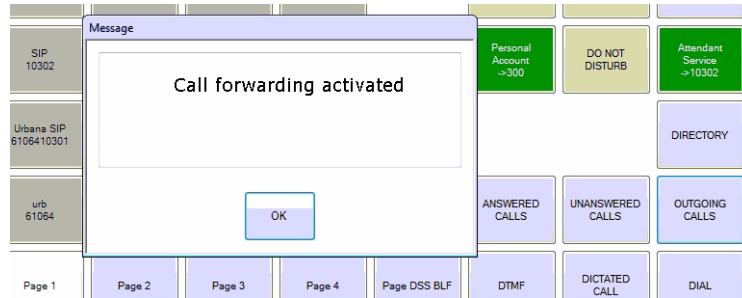 Message
Call forwarding activated
OK
SIP
10302
Personal
Account
->300
DO NOT
DISTURB
Attendant
Service
->10302
Urbana SIP
6106410301
DIRECTORY
urb
61064
ANSWERED
CALLS
UNANSWERED
CALLS
OUTGOING
CALLS
Page 1
Page 2
Page 3
Page 4
Page DSS BLF
DTMF
DICTATED
CALL
DIAL